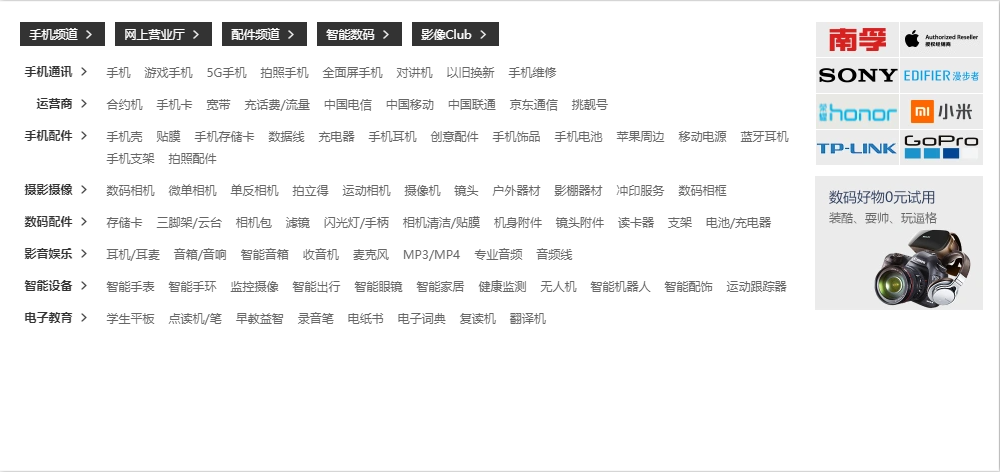 手机频道 网上营业厅 配件频道 智能数码 影像Club
手机通讯 手机 游戏手机 5G手机 拍照手机 全面屏手机 对讲机 以旧换新 手机维修
运营商 合约机 手机卡 宽带 充话费/流量 中国电信 中国移动 中国联通 京东通信 挑靓号
手机配件 手机壳 贴膜 手机存储卡 数据线 充电器 手机耳机 创意配件 手机饰品 手机电池 苹果周边 移动电源 蓝牙耳机
手机支架 拍照配件
摄影摄像 数码相机 微单相机 单反相机 拍立得 运动相机 摄像机 镜头 户外器材 影棚器材 冲印服务 数码相框
数码配件 存储卡 三脚架/云台 相机包 滤镜 闪光灯/手柄 相机清洁/贴膜 机身附件 镜头附件 读卡器 支架 电池/充电器
影音娱乐 耳机/耳麦 音箱/音响 智能音箱 收音机 麦克风 MP3/MP4 专业音频 音频线
智能设备 智能手表 智能手环 监控摄像 智能出行 智能眼镜 智能家居 健康监测 无人机 智能机器人 智能配饰 运动跟踪器
电子教育 学生平板 点读机/笔 早教益智 录音笔 电纸书 电子词典 复读机 翻译机
南孚 Authorized Reseller
授权经销商
SONY EDIFIER 漫步者
荣耀 honor mi 小米
TP-LINK GoPro
数码好物0元试用
装酷、耍帅、玩逼格